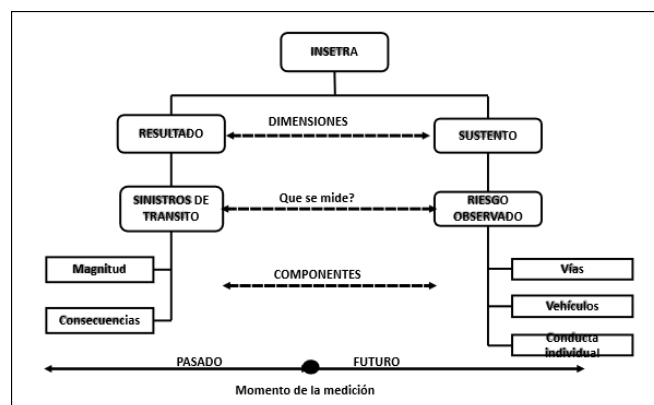 INSETRA
RESULTADO
DIMENSIONES
SUSTENTO
SINISTROS DE
TRANSITO
Que se mide?
RIESGO
OBSERVADO
Magnitud
COMPONENTES
Vías
Consecuencias
Vehículos
Conducta
individual
PASADO
FUTURO
Momento de la medición